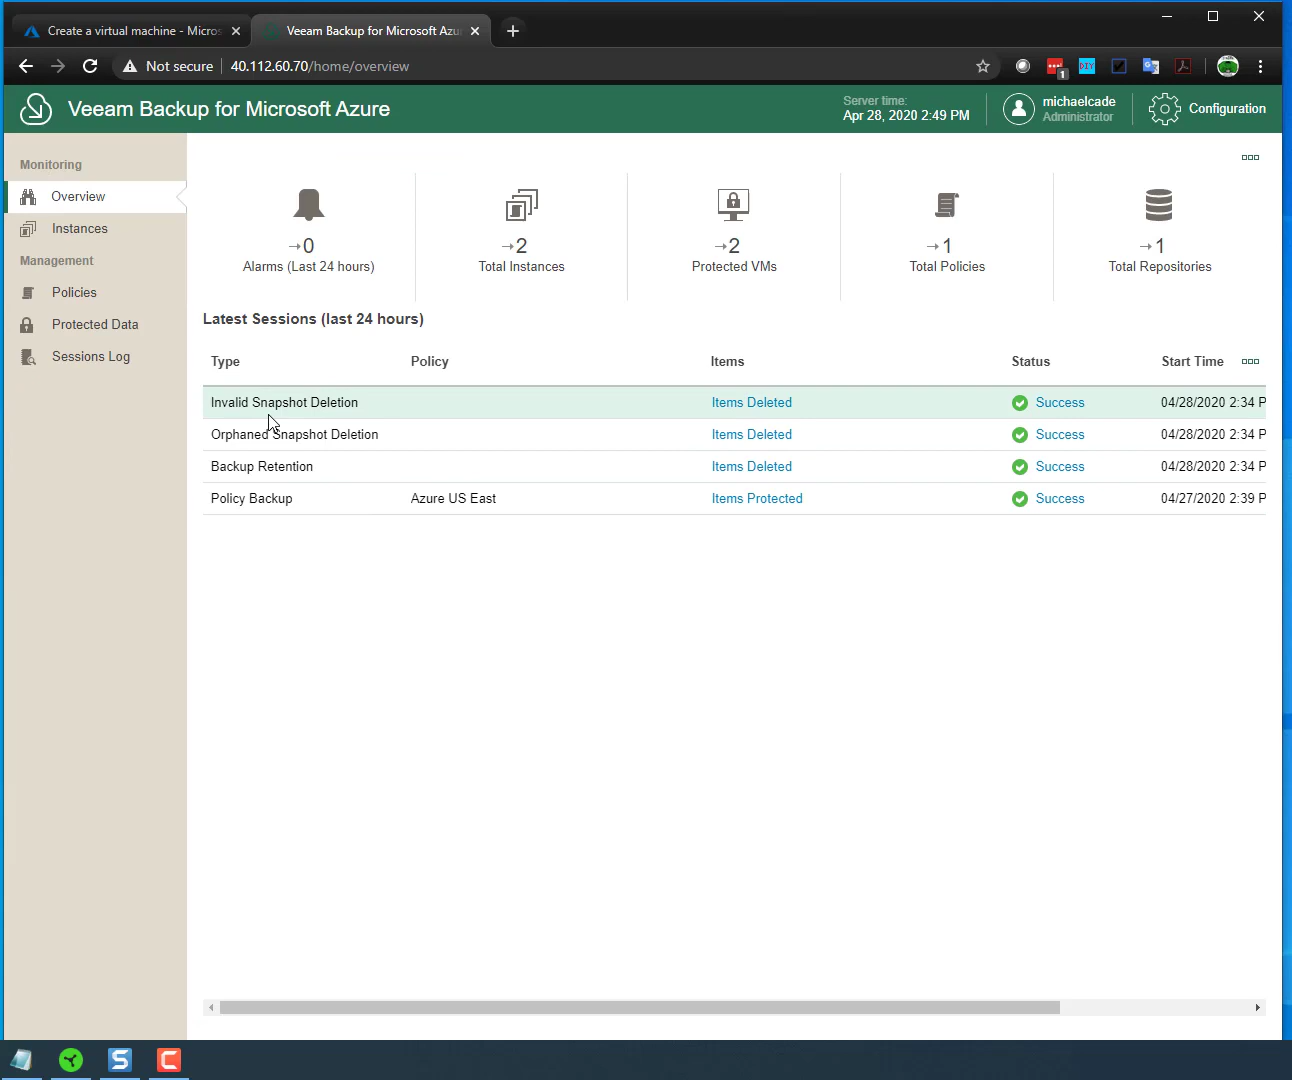 Create a virtual machine - Micros
Veeam Backup for Microsoft Azu
Not secure
40.112.60.70/home/overview
1
DIY
Veeam Backup for Microsoft Azure
Server time:
Apr 28, 2020 2:49 PM
michaelcade
Administrator
Configuration
Monitoring
Overview
Instances
Management
Policies
Protected Data
Sessions Log
0
Alarms (Last 24 hours)
2
Total Instances
2
Protected VMs
1
Total Policies
1
Total Repositories
Latest Sessions (last 24 hours)
Type Policy Items Status Start Time
Invalid Snapshot Deletion Items Deleted Success 04/28/2020 2:34 P
Orphaned Snapshot Deletion Items Deleted Success 04/28/2020 2:34 P
Backup Retention Items Deleted Success 04/28/2020 2:34 P
Policy Backup Azure US East Items Protected Success 04/27/2020 2:39 P
S
C